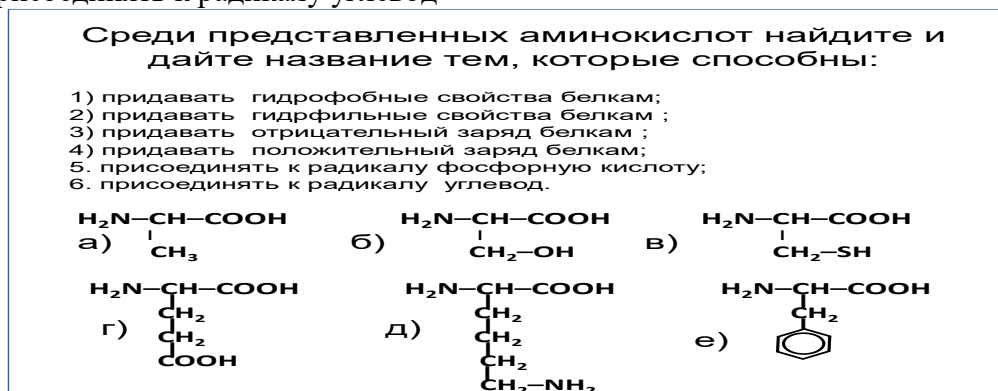 присоединять к радикалу углевод
Среди представленных аминокислот найдите и
дайте название тем, которые способны:
1) придавать гидрофобные свойства белкам;
2) придавать гидрфильные свойства белкам ;
3) придавать отрицательный заряд белкам ;
4) придавать положительный заряд белкам;
5. присоединять к радикалу фосфорную кислоту;
6. присоединять к радикалу углевод.
H₂N–CH–COOH H₂N–CH–COOH H₂N–CH–COOH
а) CH₃ б) CH₂–OH в) CH₂–SH
H₂N–CH–COOH H₂N–CH–COOH H₂N–CH–COOH
CH₂ CH₂ CH₂
г) CH₂ д) CH₂ е)
COOH CH₂
CH₂–NH₂